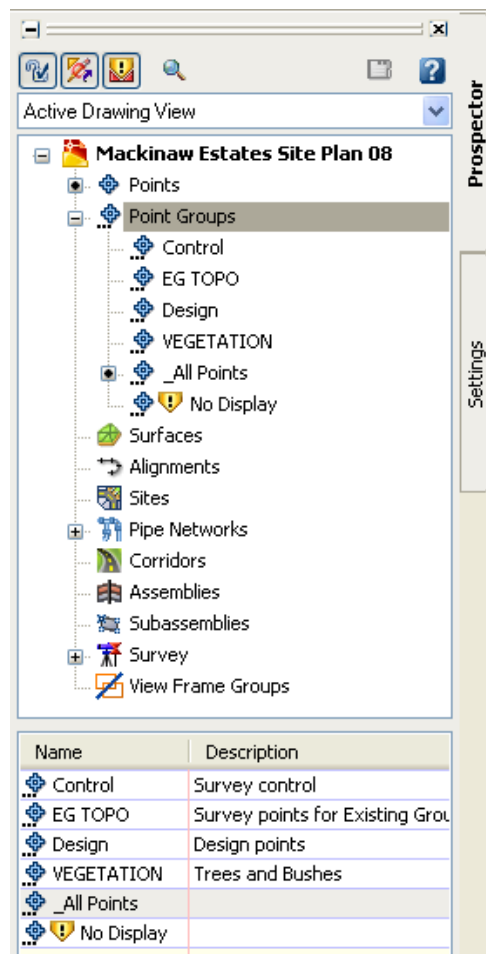 Active Drawing View
Prospector
Settings
Mackinaw Estates Site Plan 08
Points
Point Groups
Control
EG TOPO
Design
VEGETATION
_All Points
No Display
Surfaces
Alignments
Sites
Pipe Networks
Corridors
Assemblies
Subassemblies
Survey
View Frame Groups
Name Description
Control Survey control
EG TOPO Survey points for Existing Grou
Design Design points
VEGETATION Trees and Bushes
_All Points
No Display